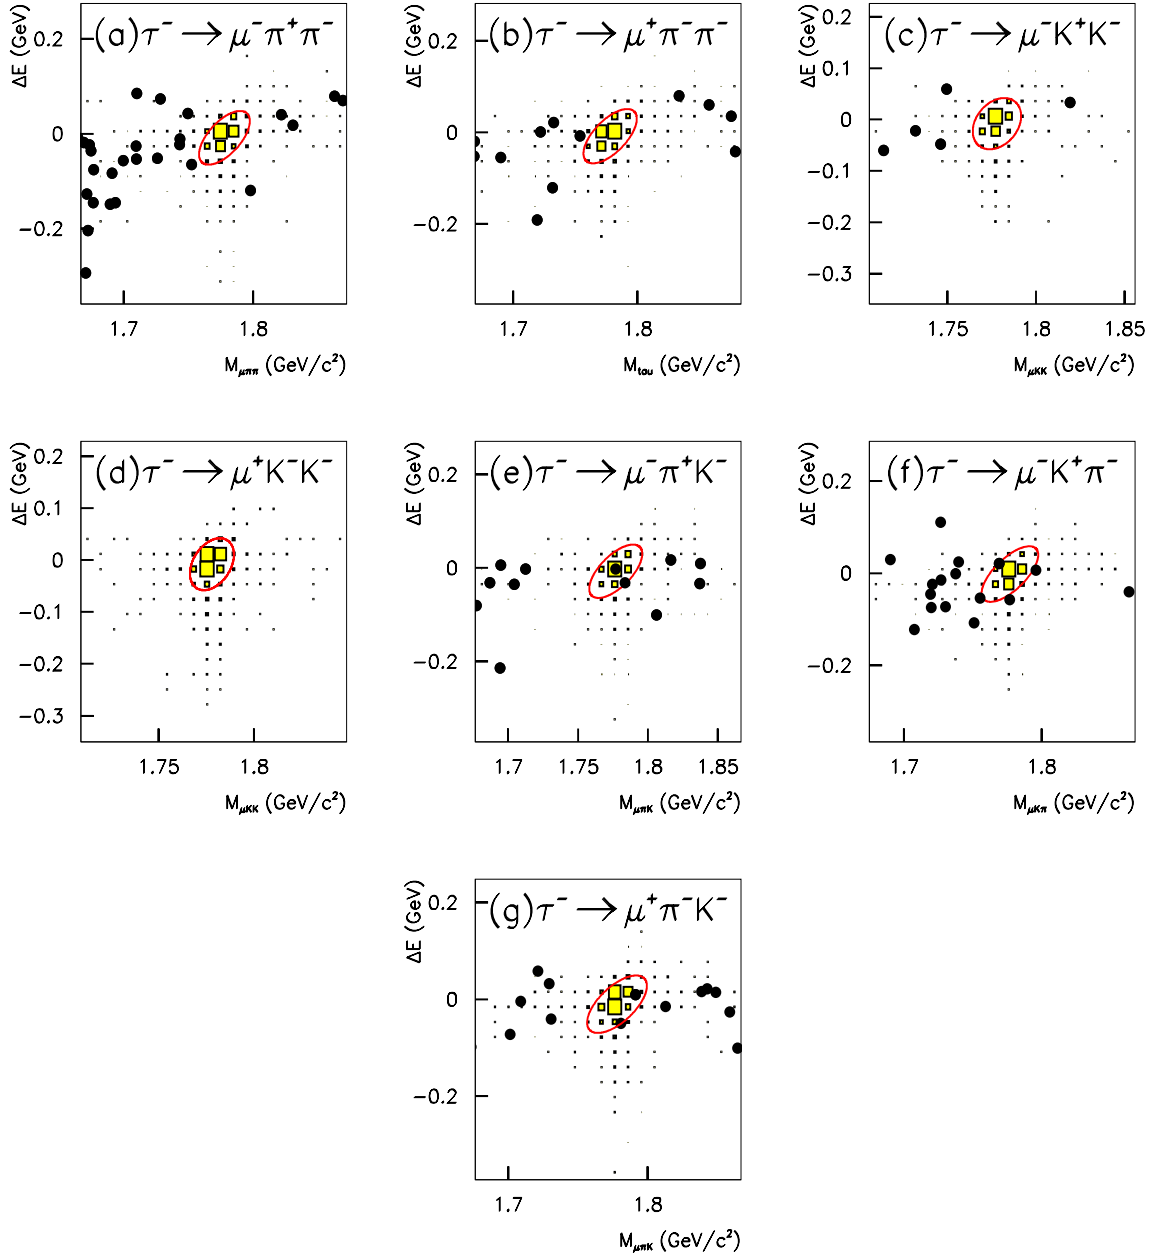 (a) τ⁻ → μ⁻π⁺π⁻
ΔE (GeV)
0.2
0
−0.2
1.7 1.8
M_μππ (GeV/c²)
(b) τ⁻ → μ⁺π⁻π⁻
ΔE (GeV)
0.2
0
−0.2
1.7 1.8
M_tau (GeV/c²)
(c) τ⁻ → μ⁻K⁺K⁻
ΔE (GeV)
0.2
0.1
0
−0.1
−0.2
−0.3
1.75 1.8 1.85
M_μKK (GeV/c²)
(d) τ⁻ → μ⁺K⁻K⁻
ΔE (GeV)
0.2
0.1
0
−0.1
−0.2
−0.3
1.75 1.8
M_μKK (GeV/c²)
(e) τ⁻ → μ⁻π⁺K⁻
ΔE (GeV)
0.2
0
−0.2
1.7 1.75 1.8 1.85
M_μπK (GeV/c²)
(f) τ⁻ → μ⁻K⁺π⁻
ΔE (GeV)
0.2
0
−0.2
1.7 1.8
M_μKπ (GeV/c²)
(g) τ⁻ → μ⁺π⁻K⁻
ΔE (GeV)
0.2
0
−0.2
1.7 1.8
M_μπK (GeV/c²)